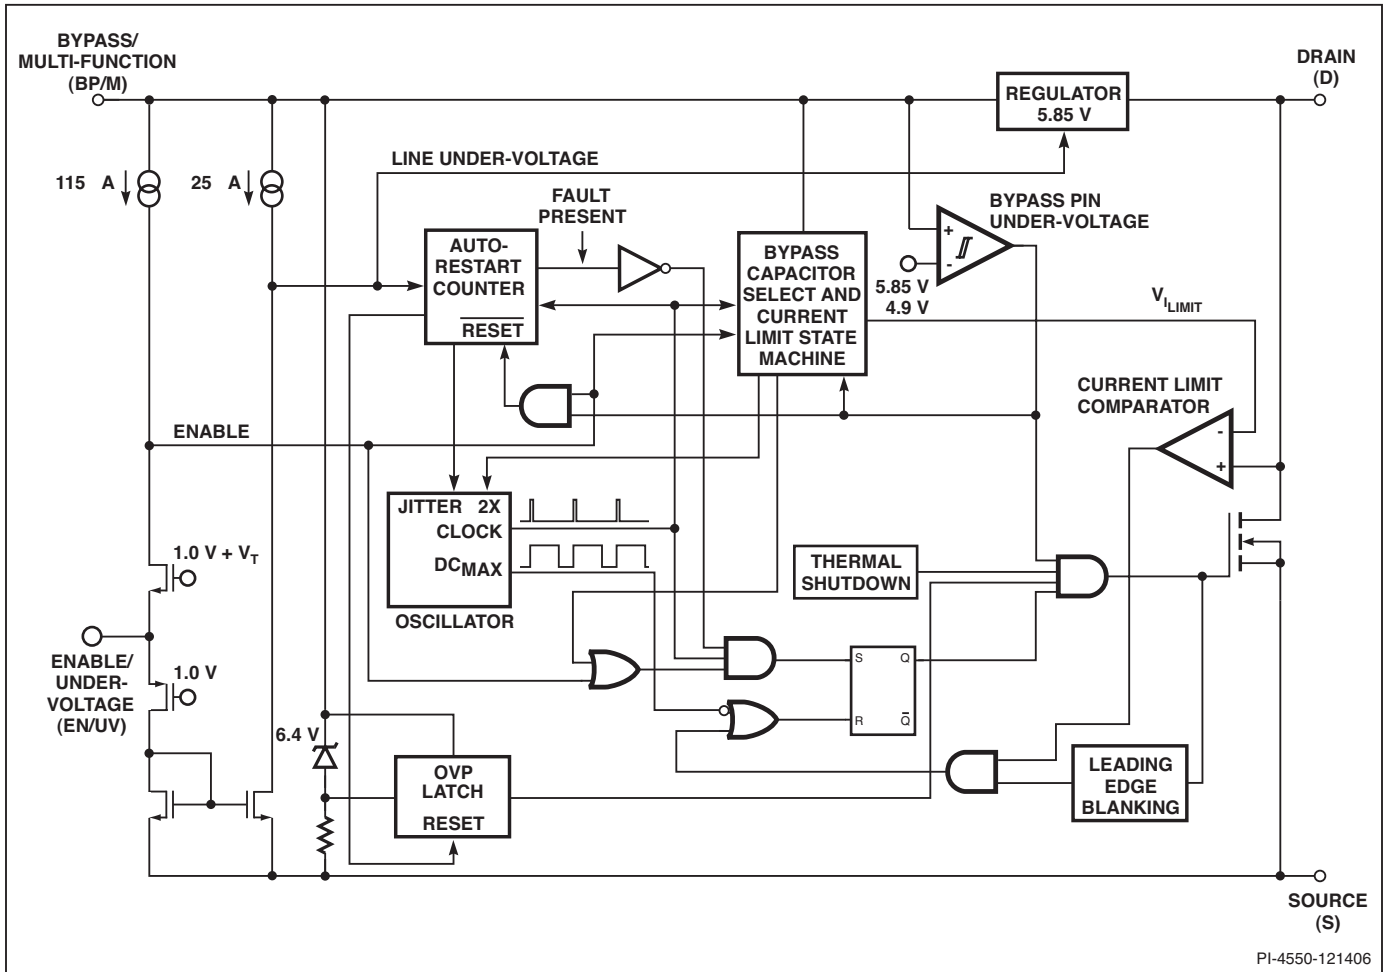 BYPASS/
MULTI-FUNCTION
(BP/M)
DRAIN
(D)
REGULATOR
5.85 V
LINE UNDER-VOLTAGE
115 A
25 A
FAULT
PRESENT
BYPASS PIN
UNDER-VOLTAGE
+
-
5.85 V
4.9 V
AUTO-
RESTART
COUNTER
RESET
BYPASS
CAPACITOR
SELECT AND
CURRENT
LIMIT STATE
MACHINE
VILIMIT
CURRENT LIMIT
COMPARATOR
-
+
ENABLE
JITTER 2X
CLOCK
DCMAX
OSCILLATOR
1.0 V + VT
THERMAL
SHUTDOWN
ENABLE/
UNDER-
VOLTAGE
(EN/UV)
1.0 V
S Q
R Q̅
6.4 V
OVP
LATCH
RESET
LEADING
EDGE
BLANKING
SOURCE
(S)
PI-4550-121406